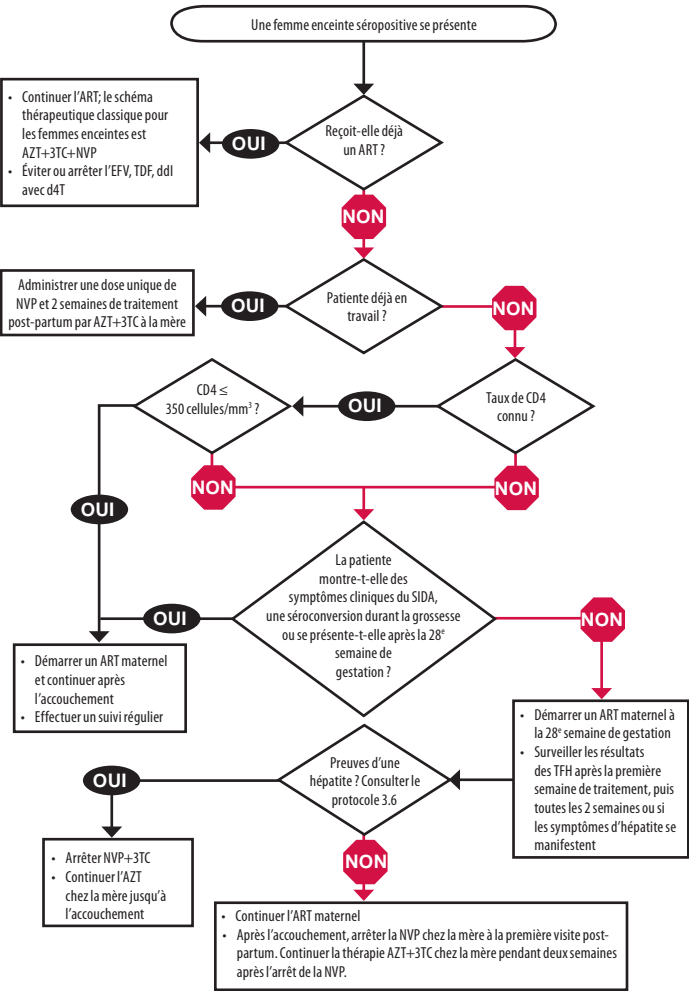 Une femme enceinte séropositive se présente
• Continuer l'ART; le schéma
thérapeutique classique pour
les femmes enceintes est
AZT+3TC+NVP
• Éviter ou arrêter l'EFV, TDF, ddI
avec d4T
OUI
Reçoit-elle déjà
un ART ?
NON
Administrer une dose unique de
NVP et 2 semaines de traitement
post-partum par AZT+3TC à la mère
OUI
Patiente déjà en
travail ?
NON
CD4 ≤
350 cellules/mm³ ?
OUI
Taux de CD4
connu ?
NON
NON
OUI
La patiente
montre-t-elle des
symptômes cliniques du SIDA,
une séroconversion durant la grossesse
ou se présente-t-elle après la 28e
semaine de
gestation ?
OUI
NON
• Démarrer un ART maternel
et continuer après
l'accouchement
• Effectuer un suivi régulier
• Démarrer un ART maternel à
la 28e semaine de gestation
• Surveiller les résultats
des TFH après la première
semaine de traitement, puis
toutes les 2 semaines ou si
les symptômes d'hépatite se
manifestent
Preuves d'une
hépatite ? Consulter le
protocole 3.6
OUI
NON
• Arrêter NVP+3TC
• Continuer l'AZT
chez la mère jusqu'à
l'accouchement
• Continuer l'ART maternel
• Après l'accouchement, arrêter la NVP chez la mère à la première visite post-
partum. Continuer la thérapie AZT+3TC chez la mère pendant deux semaines
après l'arrêt de la NVP.